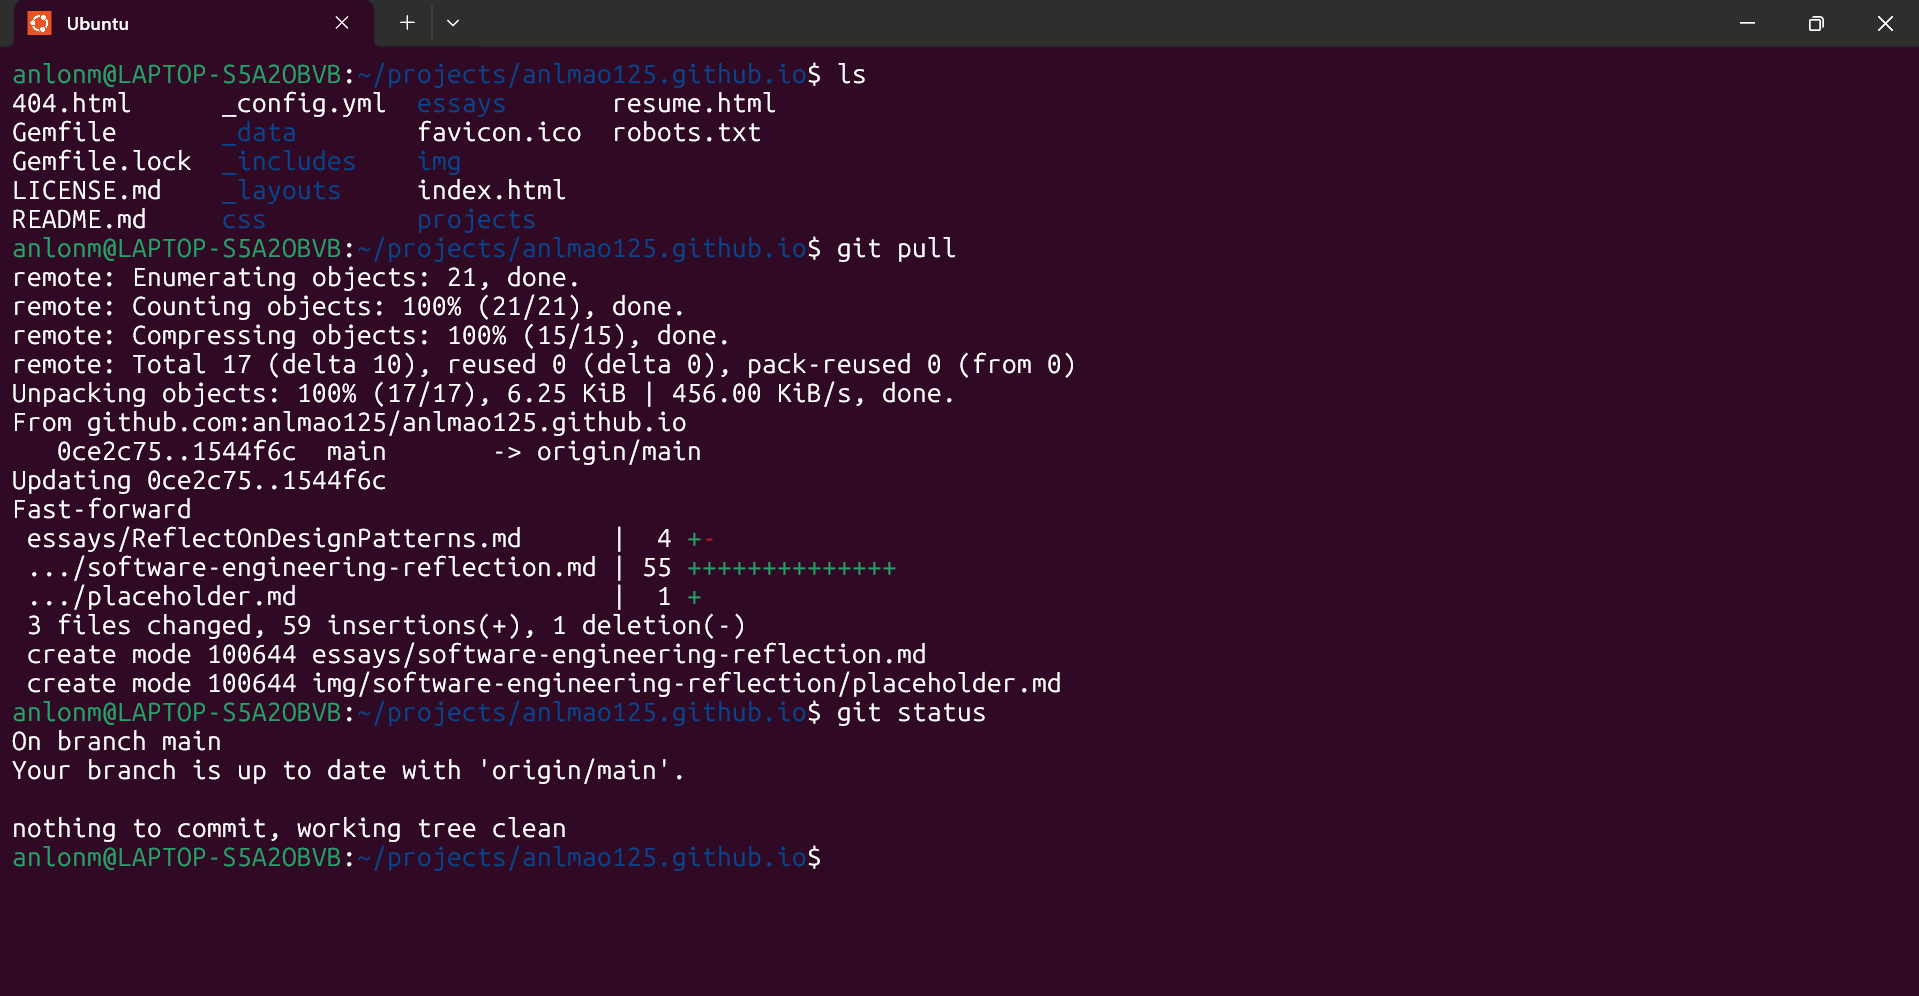 Ubuntu
anlonm@LAPTOP-S5A2OBVB:~/projects/anlmao125.github.io$ ls
404.html      _config.yml  essays       resume.html
Gemfile       _data        favicon.ico  robots.txt
Gemfile.lock  _includes    img
LICENSE.md    _layouts     index.html
README.md     css          projects
anlonm@LAPTOP-S5A2OBVB:~/projects/anlmao125.github.io$ git pull
remote: Enumerating objects: 21, done.
remote: Counting objects: 100% (21/21), done.
remote: Compressing objects: 100% (15/15), done.
remote: Total 17 (delta 10), reused 0 (delta 0), pack-reused 0 (from 0)
Unpacking objects: 100% (17/17), 6.25 KiB | 456.00 KiB/s, done.
From github.com:anlmao125/anlmao125.github.io
   0ce2c75..1544f6c  main       -> origin/main
Updating 0ce2c75..1544f6c
Fast-forward
 essays/ReflectOnDesignPatterns.md      |  4 +-
 .../software-engineering-reflection.md | 55 ++++++++++++++
 .../placeholder.md                     |  1 +
 3 files changed, 59 insertions(+), 1 deletion(-)
 create mode 100644 essays/software-engineering-reflection.md
 create mode 100644 img/software-engineering-reflection/placeholder.md
anlonm@LAPTOP-S5A2OBVB:~/projects/anlmao125.github.io$ git status
On branch main
Your branch is up to date with 'origin/main'.

nothing to commit, working tree clean
anlonm@LAPTOP-S5A2OBVB:~/projects/anlmao125.github.io$